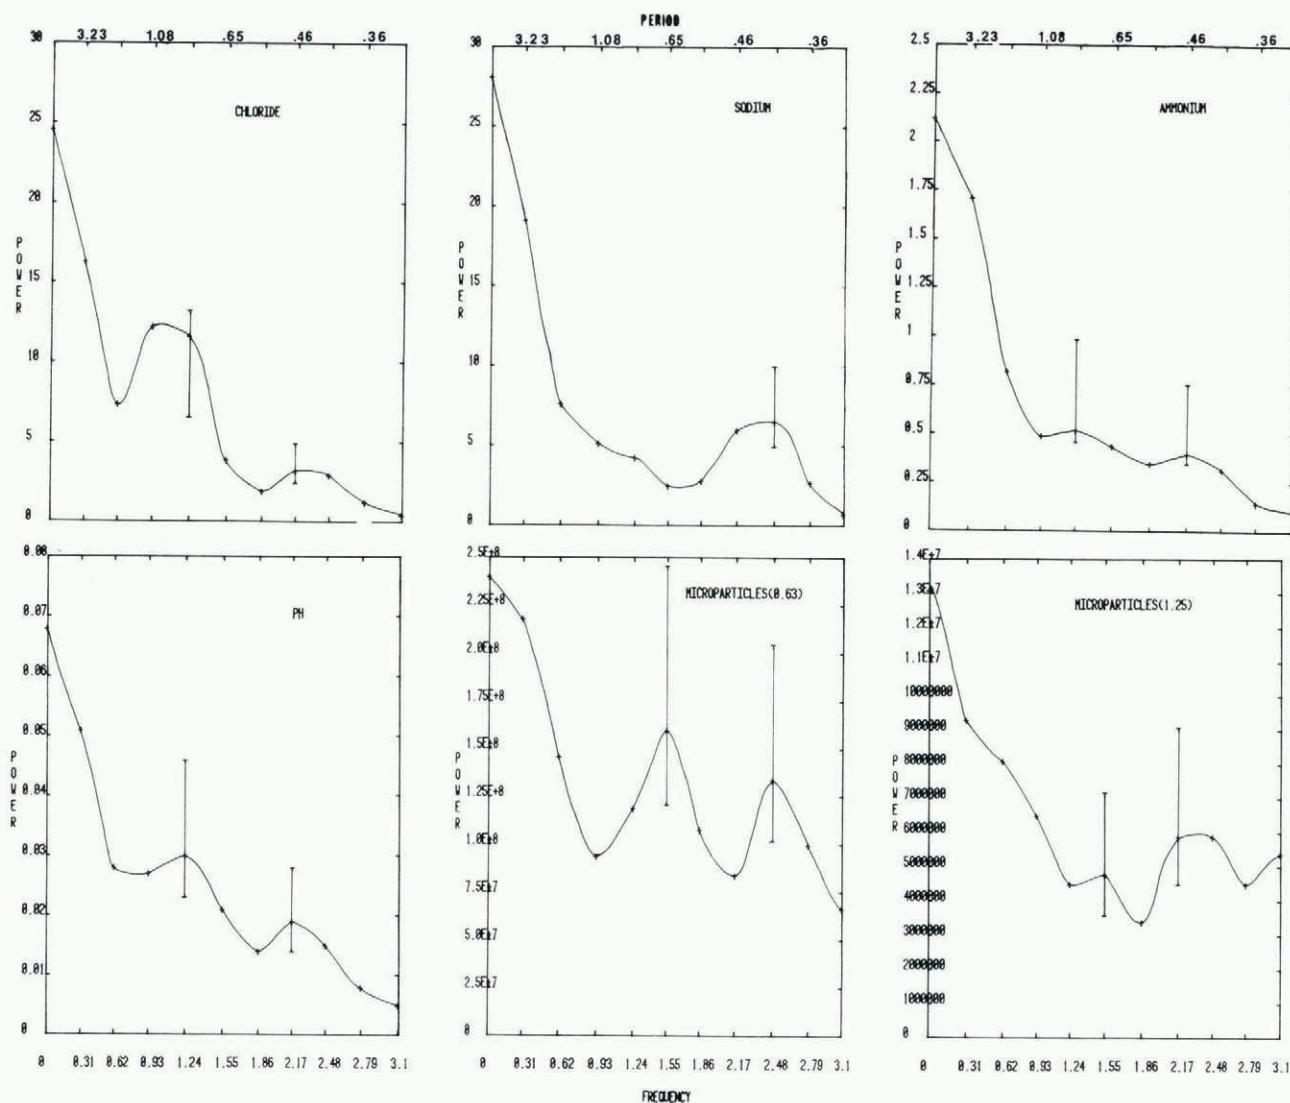 PERIOD
3.23 1.08 .65 .46 .36
3.23 1.08 .65 .46 .36
3.23 1.08 .65 .46 .36
CHLORIDE
30
25
20
15
10
5
0
POWER
SODIUM
30
25
20
15
10
5
0
POWER
AMMONIUM
2.5
2.25
2
1.75
1.5
1.25
1
0.75
0.5
0.25
0
POWER
PH
0.08
0.07
0.06
0.05
0.04
0.03
0.02
0.01
0
POWER
0 0.31 0.62 0.93 1.24 1.55 1.86 2.17 2.48 2.79 3.1
MICROPARTICLES(0.63)
2.5E+8
2.25E+8
2.0E+8
1.75E+8
1.5E+8
1.25E+8
1.0E+8
7.5E+7
5.0E+7
2.5E+7
0
POWER
0 0.31 0.62 0.93 1.24 1.55 1.86 2.17 2.48 2.79 3.1
MICROPARTICLES(1.25)
1.4E+7
1.3E+7
1.2E+7
1.1E+7
10000000
9000000
8000000
7000000
6000000
5000000
4000000
3000000
2000000
1000000
0
POWER
0 0.31 0.62 0.93 1.24 1.55 1.86 2.17 2.48 2.79 3.1
FREQUENCY